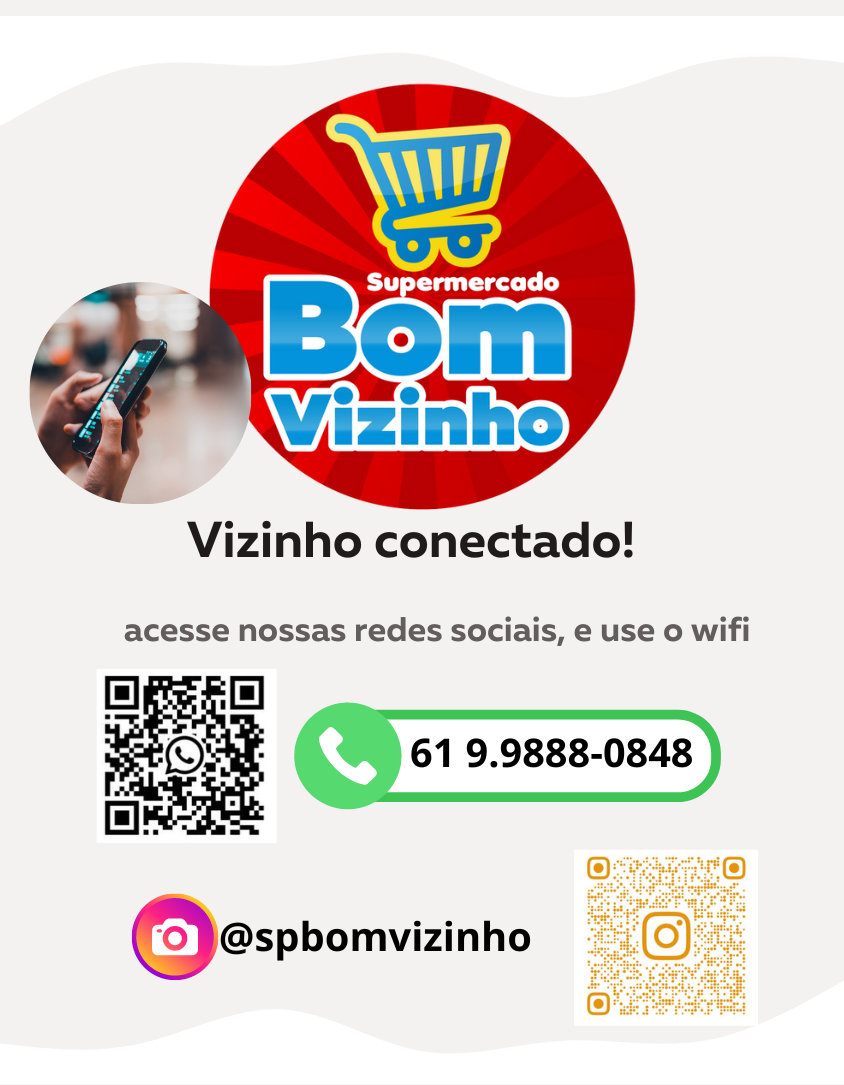 Supermercado
Bom
Vizinho
Vizinho conectado!
acesse nossas redes sociais, e use o wifi
61 9.9888-0848
@spbomvizinho